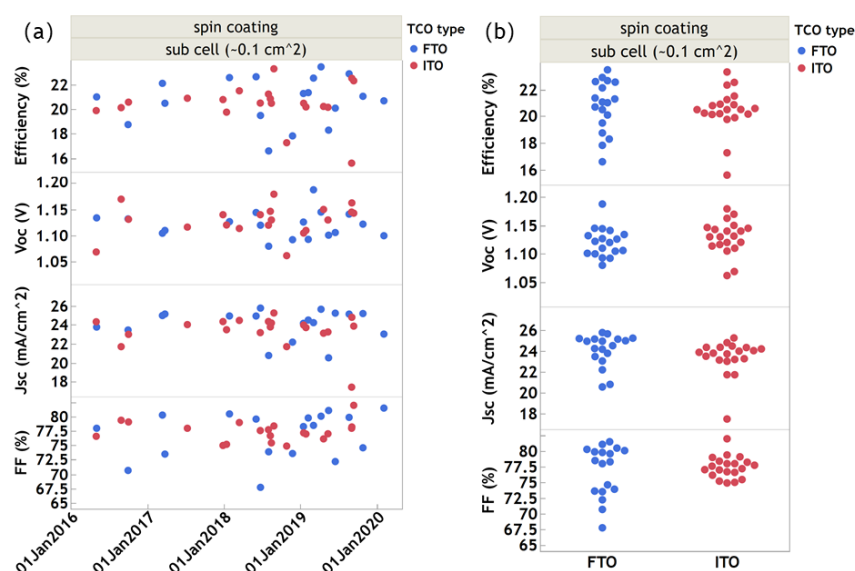 (a)
spin coating
sub cell (~0.1 cm^2)
TCO type
FTO
ITO
Efficiency (%)
22
20
18
16
Voc (V)
1.20
1.15
1.10
1.05
Jsc (mA/cm^2)
26
24
22
20
18
FF (%)
80
77.5
75
72.5
70
67.5
65
01Jan2016
01Jan2017
01Jan2018
01Jan2019
01Jan2020
(b)
spin coating
sub cell (~0.1 cm^2)
TCO type
FTO
ITO
Efficiency (%)
22
20
18
16
Voc (V)
1.20
1.15
1.10
1.05
Jsc (mA/cm^2)
26
24
22
20
18
FF (%)
80
77.5
75
72.5
70
67.5
65
FTO
ITO